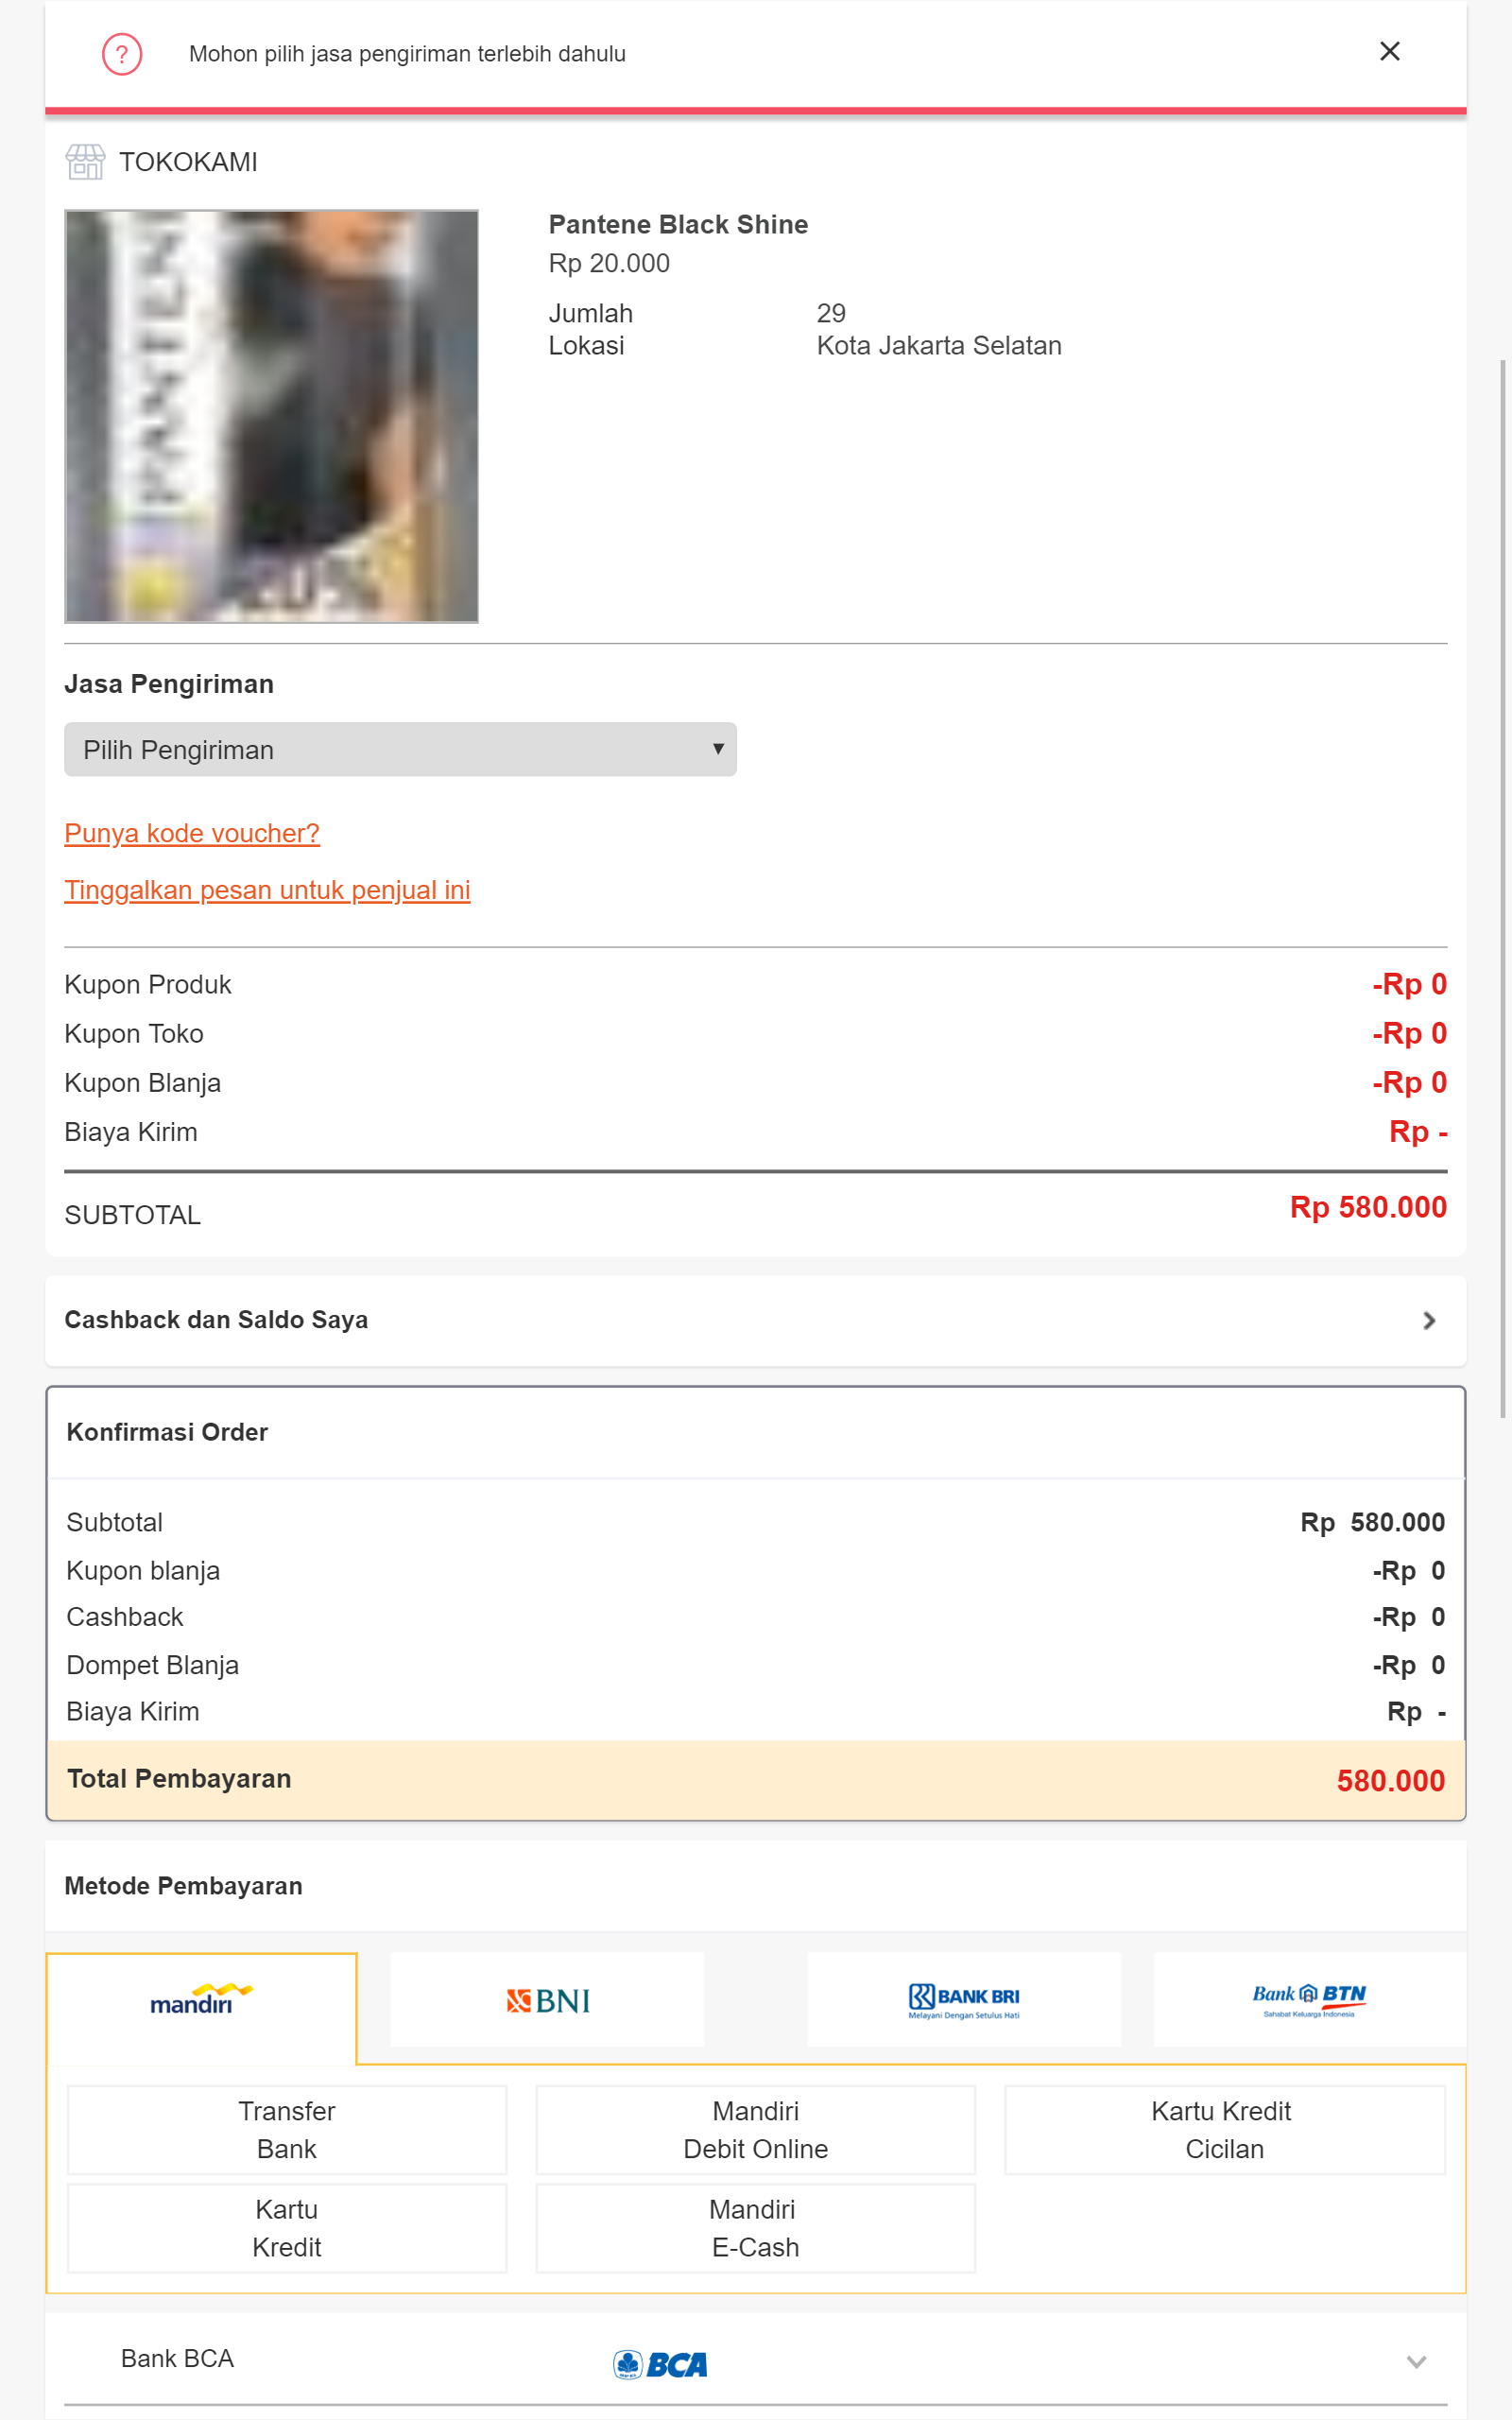 ?
Mohon pilih jasa pengiriman terlebih dahulu
TOKOKAMI
PANTEN
Pantene Black Shine
Rp 20.000
Jumlah 29
Lokasi Kota Jakarta Selatan
Jasa Pengiriman
Pilih Pengiriman
Punya kode voucher?
Tinggalkan pesan untuk penjual ini
Kupon Produk -Rp 0
Kupon Toko -Rp 0
Kupon Blanja -Rp 0
Biaya Kirim Rp -
SUBTOTAL Rp 580.000
Cashback dan Saldo Saya
Konfirmasi Order
Subtotal Rp 580.000
Kupon blanja -Rp 0
Cashback -Rp 0
Dompet Blanja -Rp 0
Biaya Kirim Rp -
Total Pembayaran 580.000
Metode Pembayaran
mandiri
BNI
BANK BRI
Melayani Dengan Setulus Hati
Bank BTN
Sahabat Keluarga Indonesia
Transfer
Bank
Mandiri
Debit Online
Kartu Kredit
Cicilan
Kartu
Kredit
Mandiri
E-Cash
Bank BCA
BCA